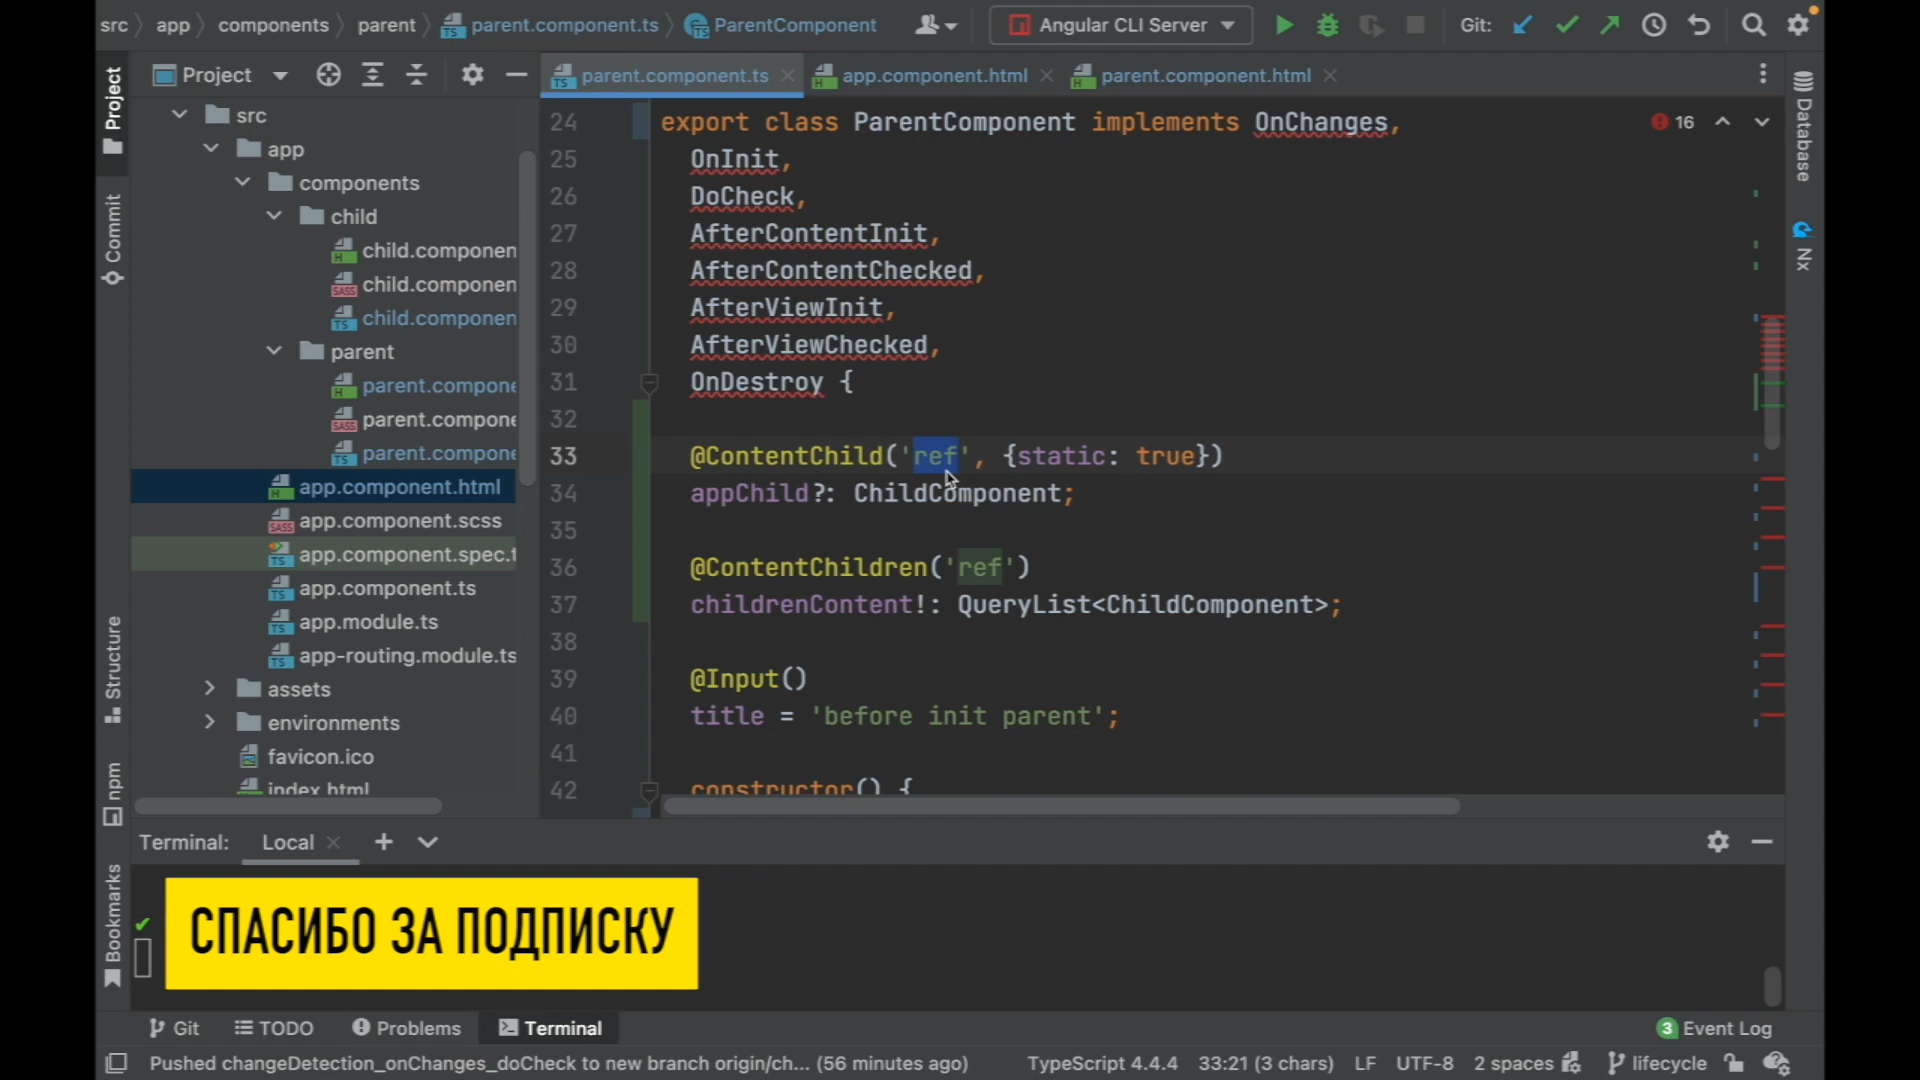 src app components parent parent.component.ts ParentComponent Angular CLI Server Git:
Project
parent.component.ts app.component.html parent.component.html
Project
Commit
Structure
npm
Bookmarks
src
app
components
child
child.componen
child.componen
child.componen
parent
parent.compone
parent.compone
parent.compone
app.component.html
app.component.scss
app.component.spec.t
app.component.ts
app.module.ts
app-routing.module.ts
assets
environments
favicon.ico
index.html
24 export class ParentComponent implements OnChanges,
25 OnInit,
26 DoCheck,
27 AfterContentInit,
28 AfterContentChecked,
29 AfterViewInit,
30 AfterViewChecked,
31 OnDestroy {
32
33 @ContentChild('ref', {static: true})
34 appChild?: ChildComponent;
35
36 @ContentChildren('ref')
37 childrenContent!: QueryList<ChildComponent>;
38
39 @Input()
40 title = 'before init parent';
41
42 constructor() {
16
Database
Nx
Terminal: Local
СПАСИБО ЗА ПОДПИСКУ
Git TODO Problems Terminal 3 Event Log
Pushed changeDetection_onChanges_doCheck to new branch origin/ch... (56 minutes ago) TypeScript 4.4.4 33:21 (3 chars) LF UTF-8 2 spaces lifecycle